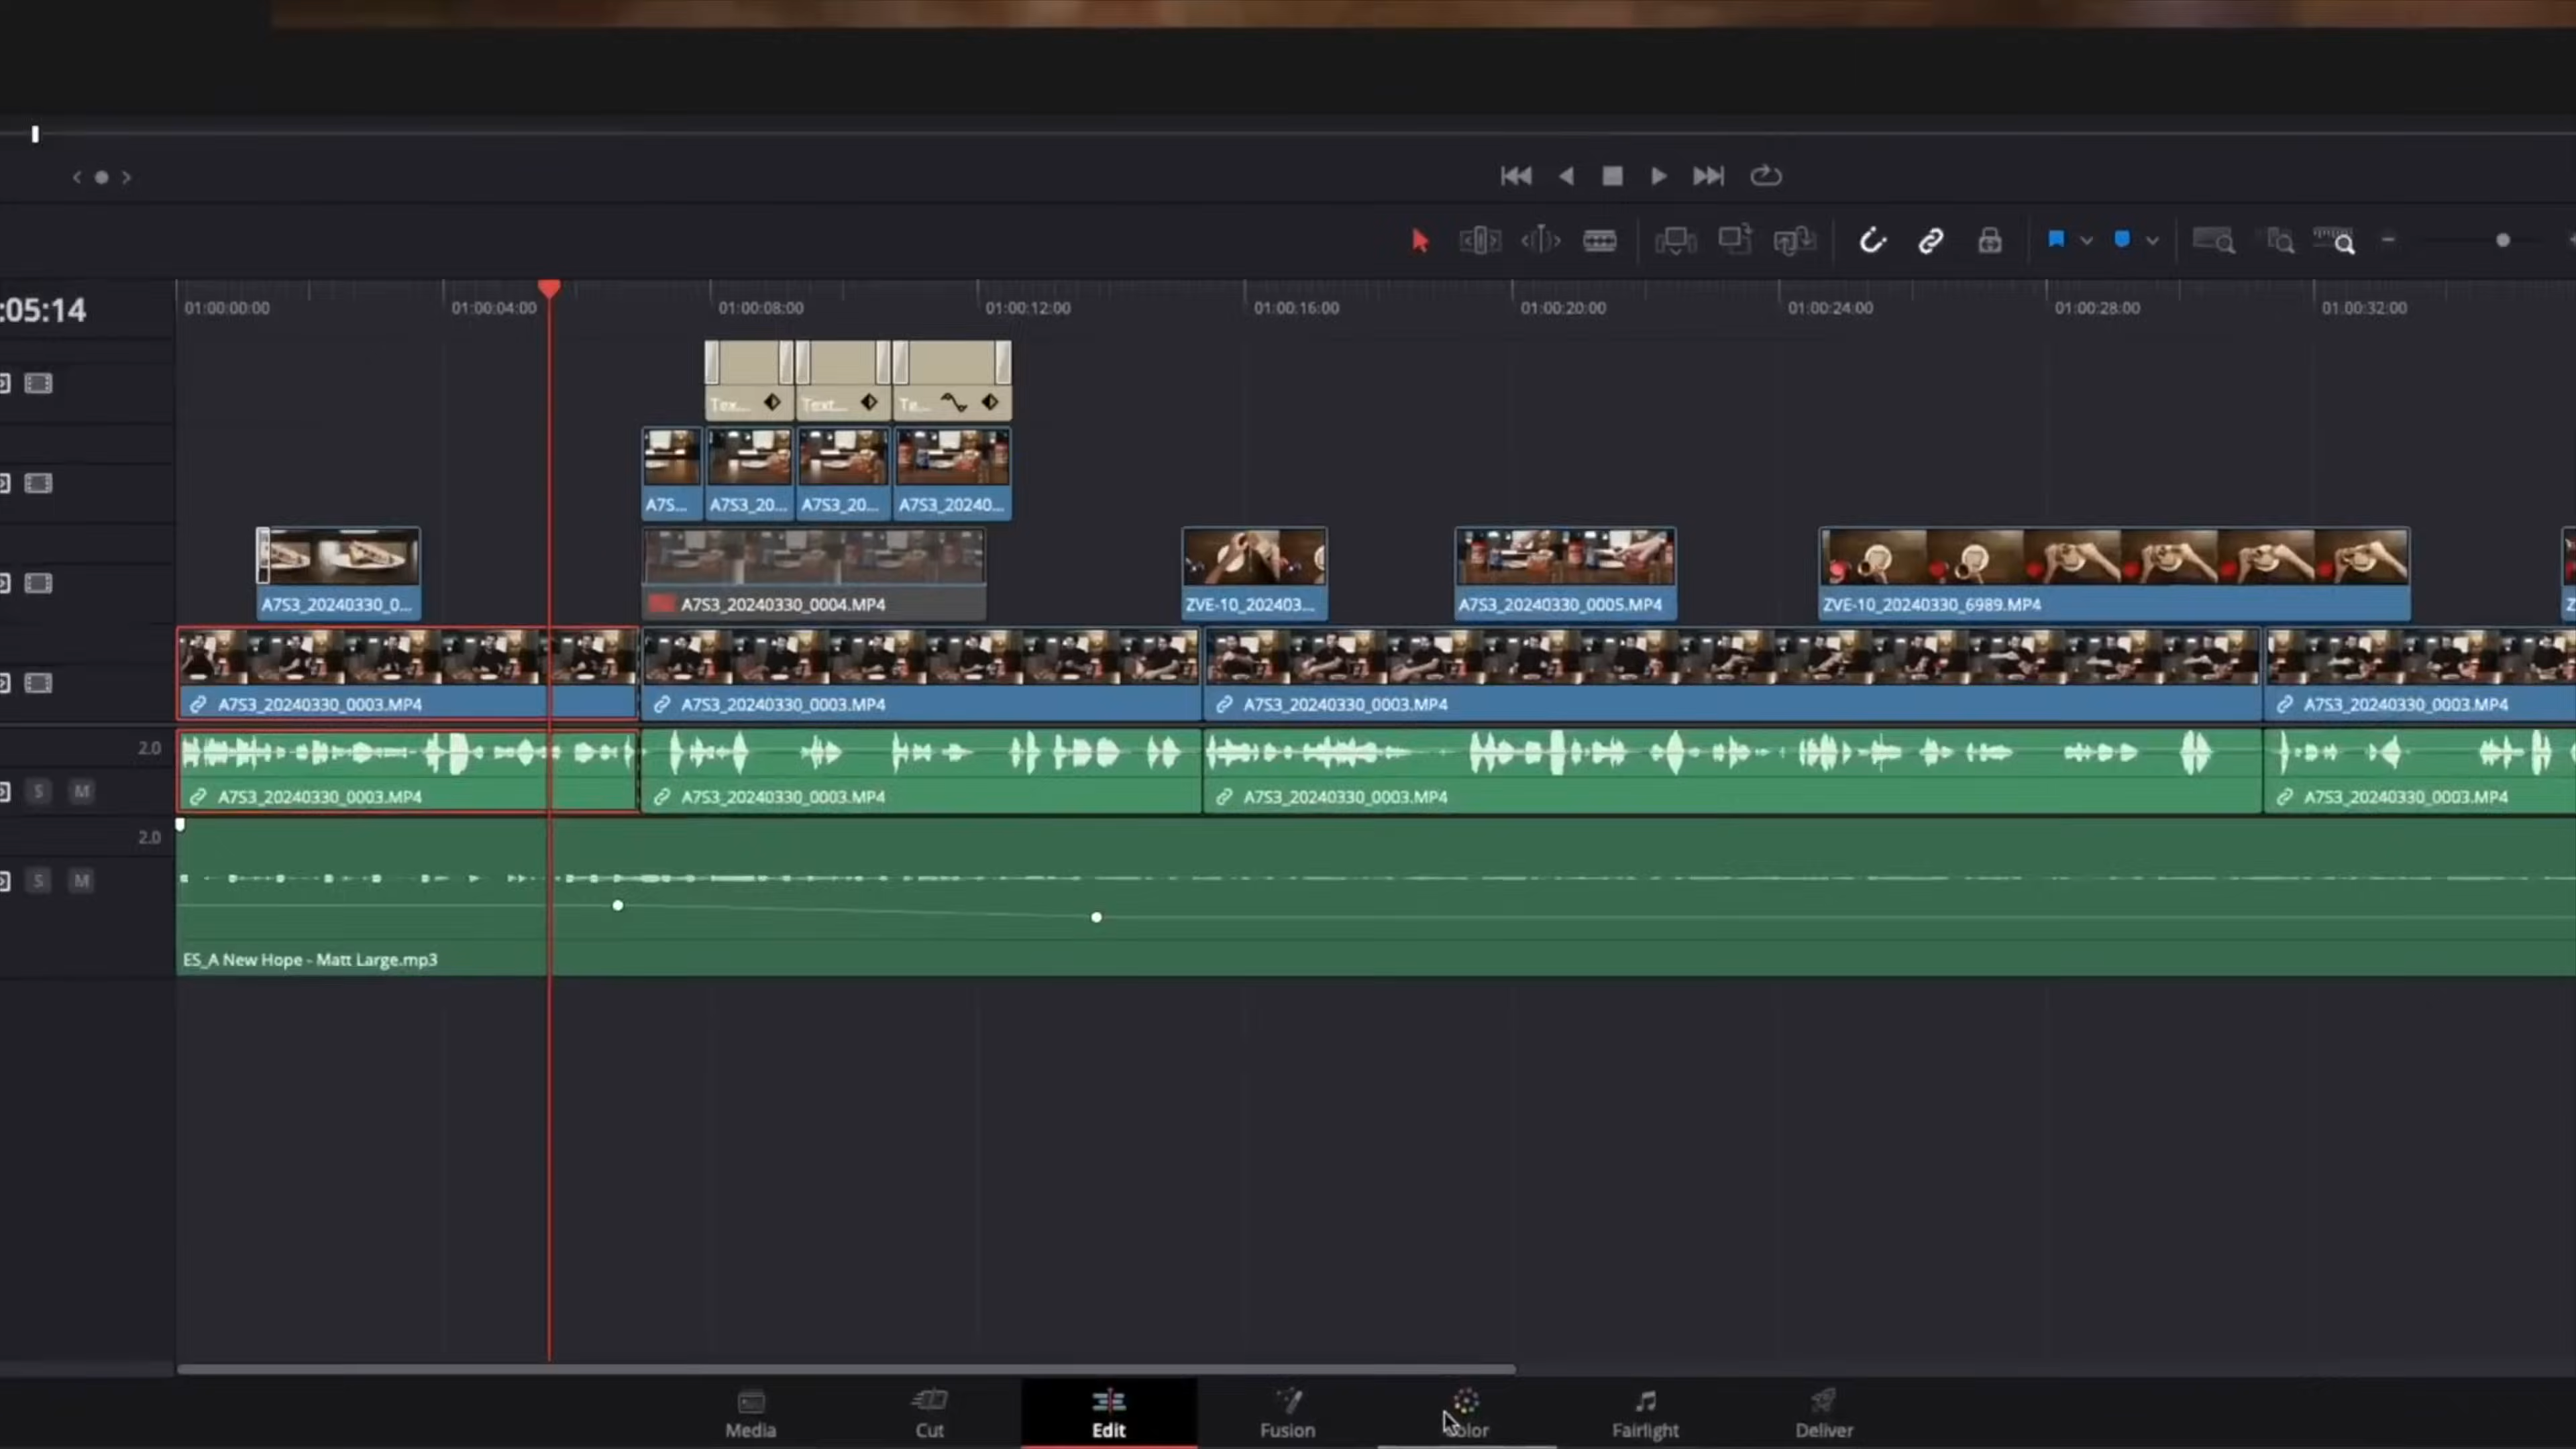 :05:14
01:00:00:00
01:00:04:00
01:00:08:00
01:00:12:00
01:00:16:00
01:00:20:00
01:00:24:00
01:00:28:00
01:00:32:00
Tex...
Text...
Te...
A7S...
A7S3_20...
A7S3_20...
A7S3_20240...
A7S3_20240330_0...
A7S3_20240330_0004.MP4
ZVE-10_202403...
A7S3_20240330_0005.MP4
ZVE-10_20240330_6989.MP4
Z
A7S3_20240330_0003.MP4
A7S3_20240330_0003.MP4
A7S3_20240330_0003.MP4
A7S3_20240330_0003.MP4
2.0
S M
A7S3_20240330_0003.MP4
A7S3_20240330_0003.MP4
A7S3_20240330_0003.MP4
A7S3_20240330_0003.MP4
2.0
S M
ES_A New Hope - Matt Large.mp3
Media
Cut
Edit
Fusion
Color
Fairlight
Deliver